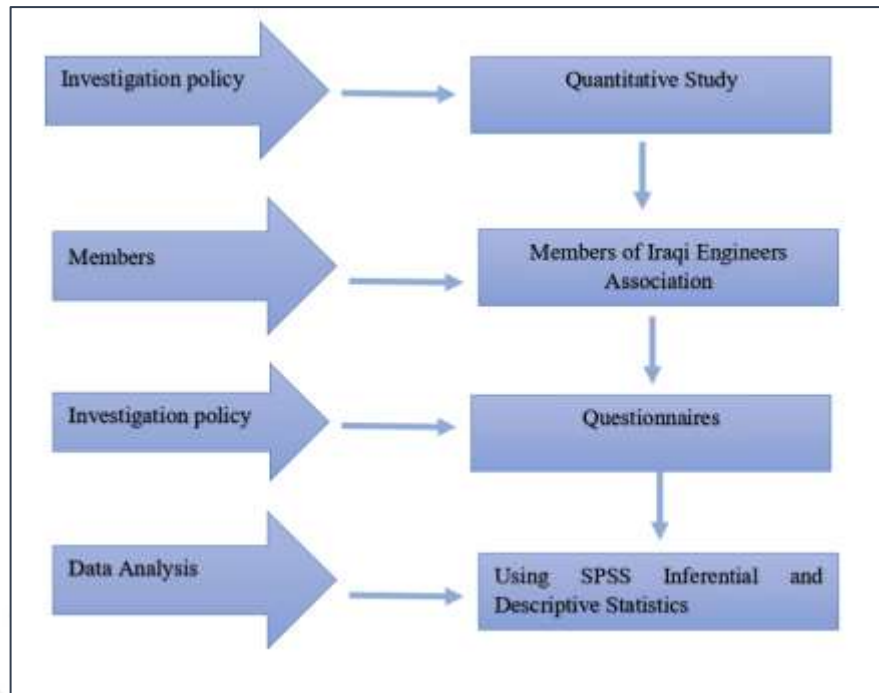 Investigation policy
Quantitative Study
Members
Members of Iraqi Engineers
Association
Investigation policy
Questionnaires
Data Analysis
Using SPSS Inferential and
Descriptive Statistics